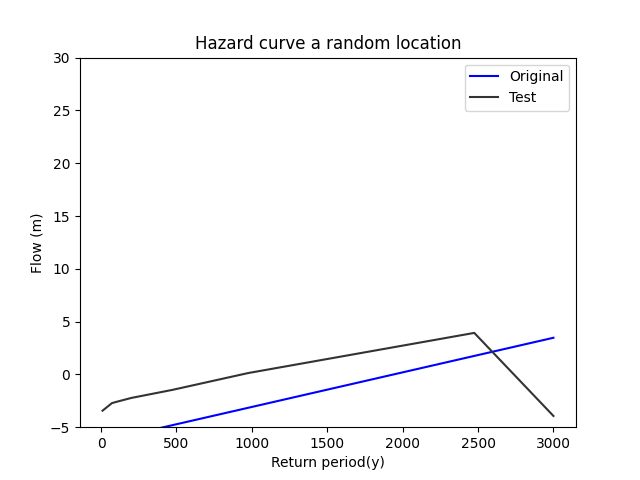 Hazard curve a random location
30
25
20
15
10
5
0
−5
Flow (m)
Original
Test
0 500 1000 1500 2000 2500 3000
Return period(y)